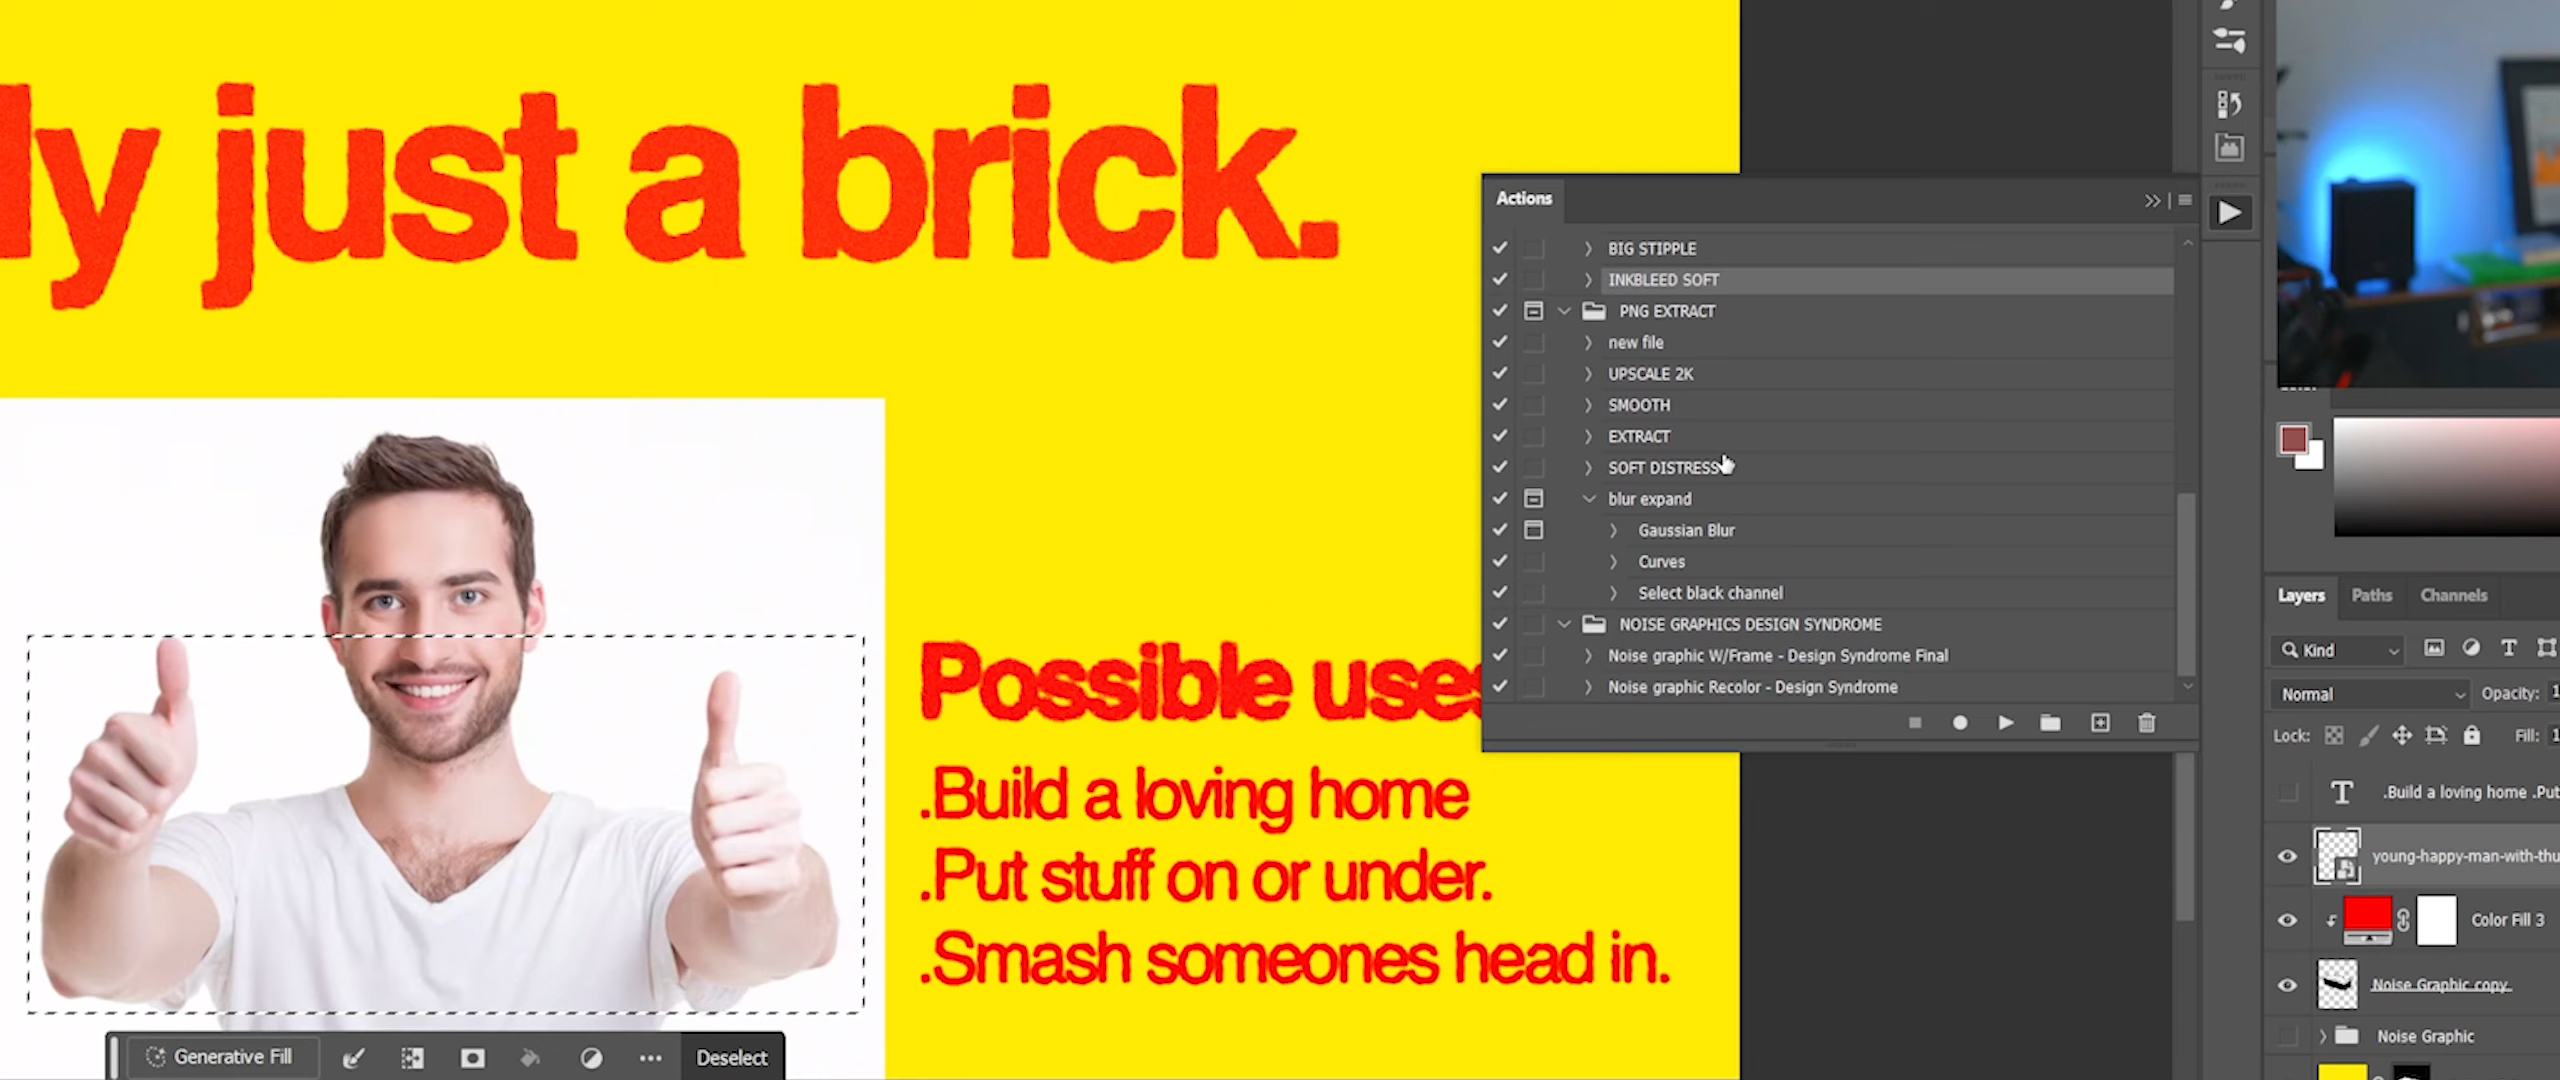 ly just a brick.
Possible uses
.Build a loving home
.Put stuff on or under.
.Smash someones head in.
Generative Fill
Deselect
Actions
BIG STIPPLE
INKBLEED SOFT
PNG EXTRACT
new file
UPSCALE 2K
SMOOTH
EXTRACT
SOFT DISTRESS
blur expand
Gaussian Blur
Curves
Select black channel
NOISE GRAPHICS DESIGN SYNDROME
Noise graphic W/Frame - Design Syndrome Final
Noise graphic Recolor - Design Syndrome
Layers
Paths
Channels
Kind
Normal
Opacity: 1
Lock:
Fill: 1
.Build a loving home .Put
young-happy-man-with-thu
Color Fill 3
Noise Graphic copy
Noise Graphic